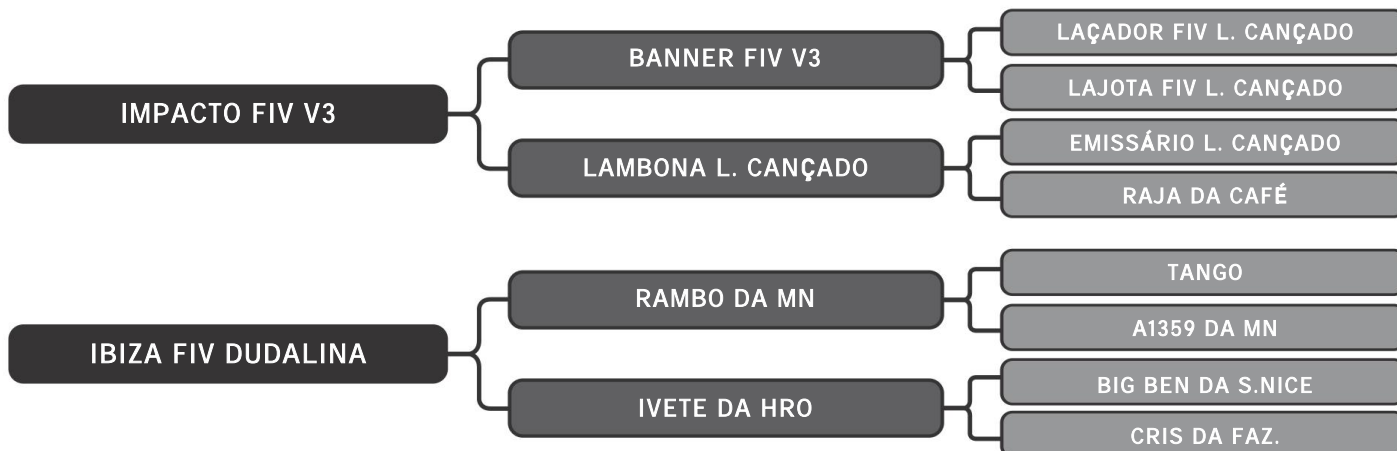 IMPACTO FIV V3
BANNER FIV V3
LAÇADOR FIV L. CANÇADO
LAJOTA FIV L. CANÇADO
LAMBONA L. CANÇADO
EMISSÁRIO L. CANÇADO
RAJA DA CAFÉ
IBIZA FIV DUDALINA
RAMBO DA MN
TANGO
A1359 DA MN
IVETE DA HRO
BIG BEN DA S.NICE
CRIS DA FAZ.